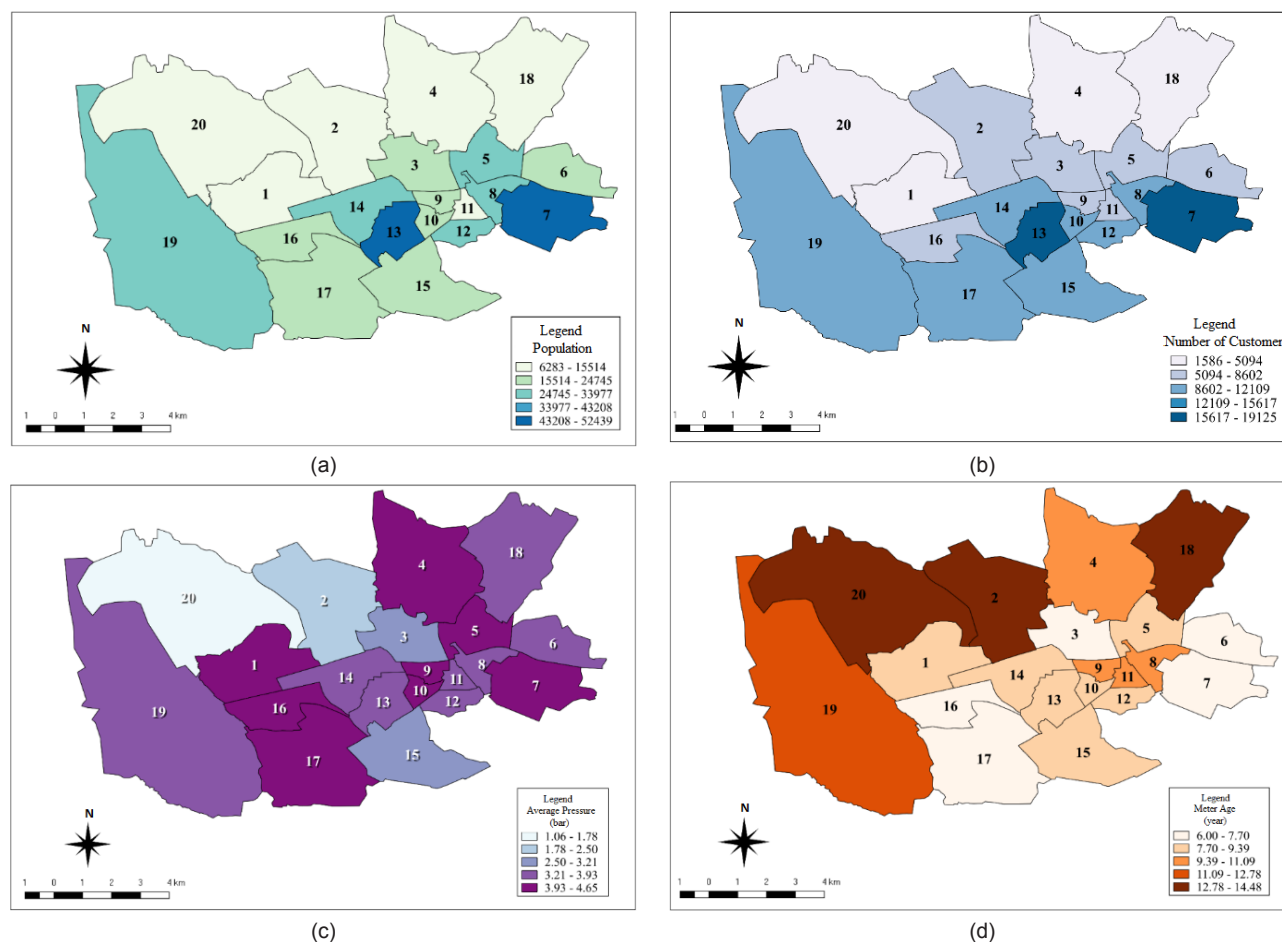 4
18
20
2
3
5
6
1
8
9
11
7
14
10
13
12
16
19
15
17
N
Legend
Population
6283 - 15514
15514 - 24745
24745 - 33977
33977 - 43208
43208 - 52439
1 0 1 2 3 4 km
(a)
18
4
20
2
3
5
6
1
8
9
11
7
14
10
13
12
16
19
15
17
N
Legend
Number of Customer
1586 - 5094
5094 - 8602
8602 - 12109
12109 - 15617
15617 - 19125
1 0 1 2 3 4 km
(b)
18
4
20
2
3
5
6
1
8
9
11
7
14
10
13
12
16
19
15
17
N
Legend
Average Pressure
(bar)
1.06 - 1.78
1.78 - 2.50
2.50 - 3.21
3.21 - 3.93
3.93 - 4.65
1 0 1 2 3 4 km
(c)
18
4
20
2
3
5
6
1
8
9
11
7
14
10
13
12
16
19
15
17
N
Legend
Meter Age
(year)
6.00 - 7.70
7.70 - 9.39
9.39 - 11.09
11.09 - 12.78
12.78 - 14.48
1 0 1 2 3 4 km
(d)